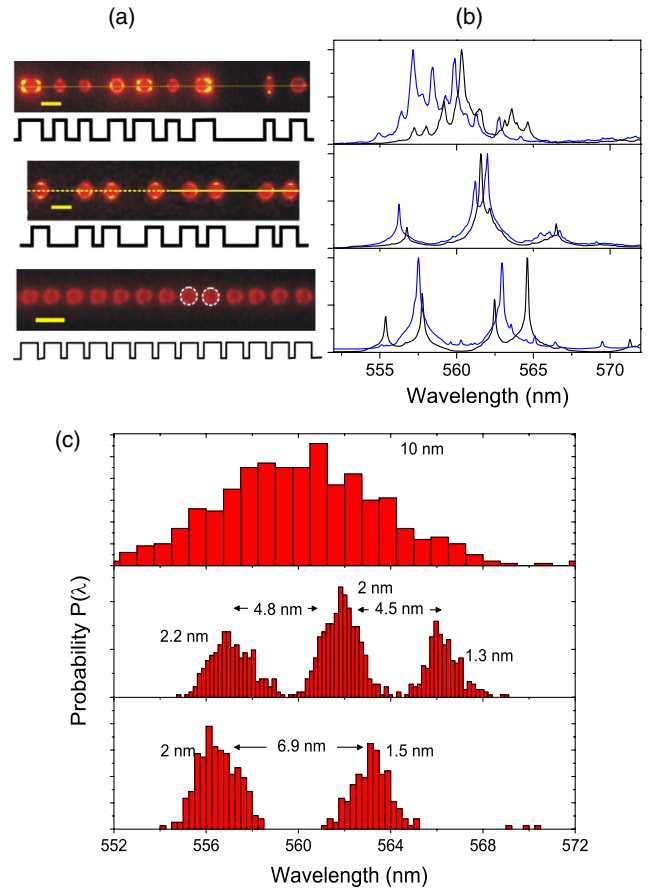 (a)
(b)
555 560 565 570
Wavelength (nm)
(c)
10 nm
2 nm
4.8 nm 4.5 nm
2.2 nm
1.3 nm
2 nm 6.9 nm 1.5 nm
Probability P(λ)
552 556 560 564 568 572
Wavelength (nm)